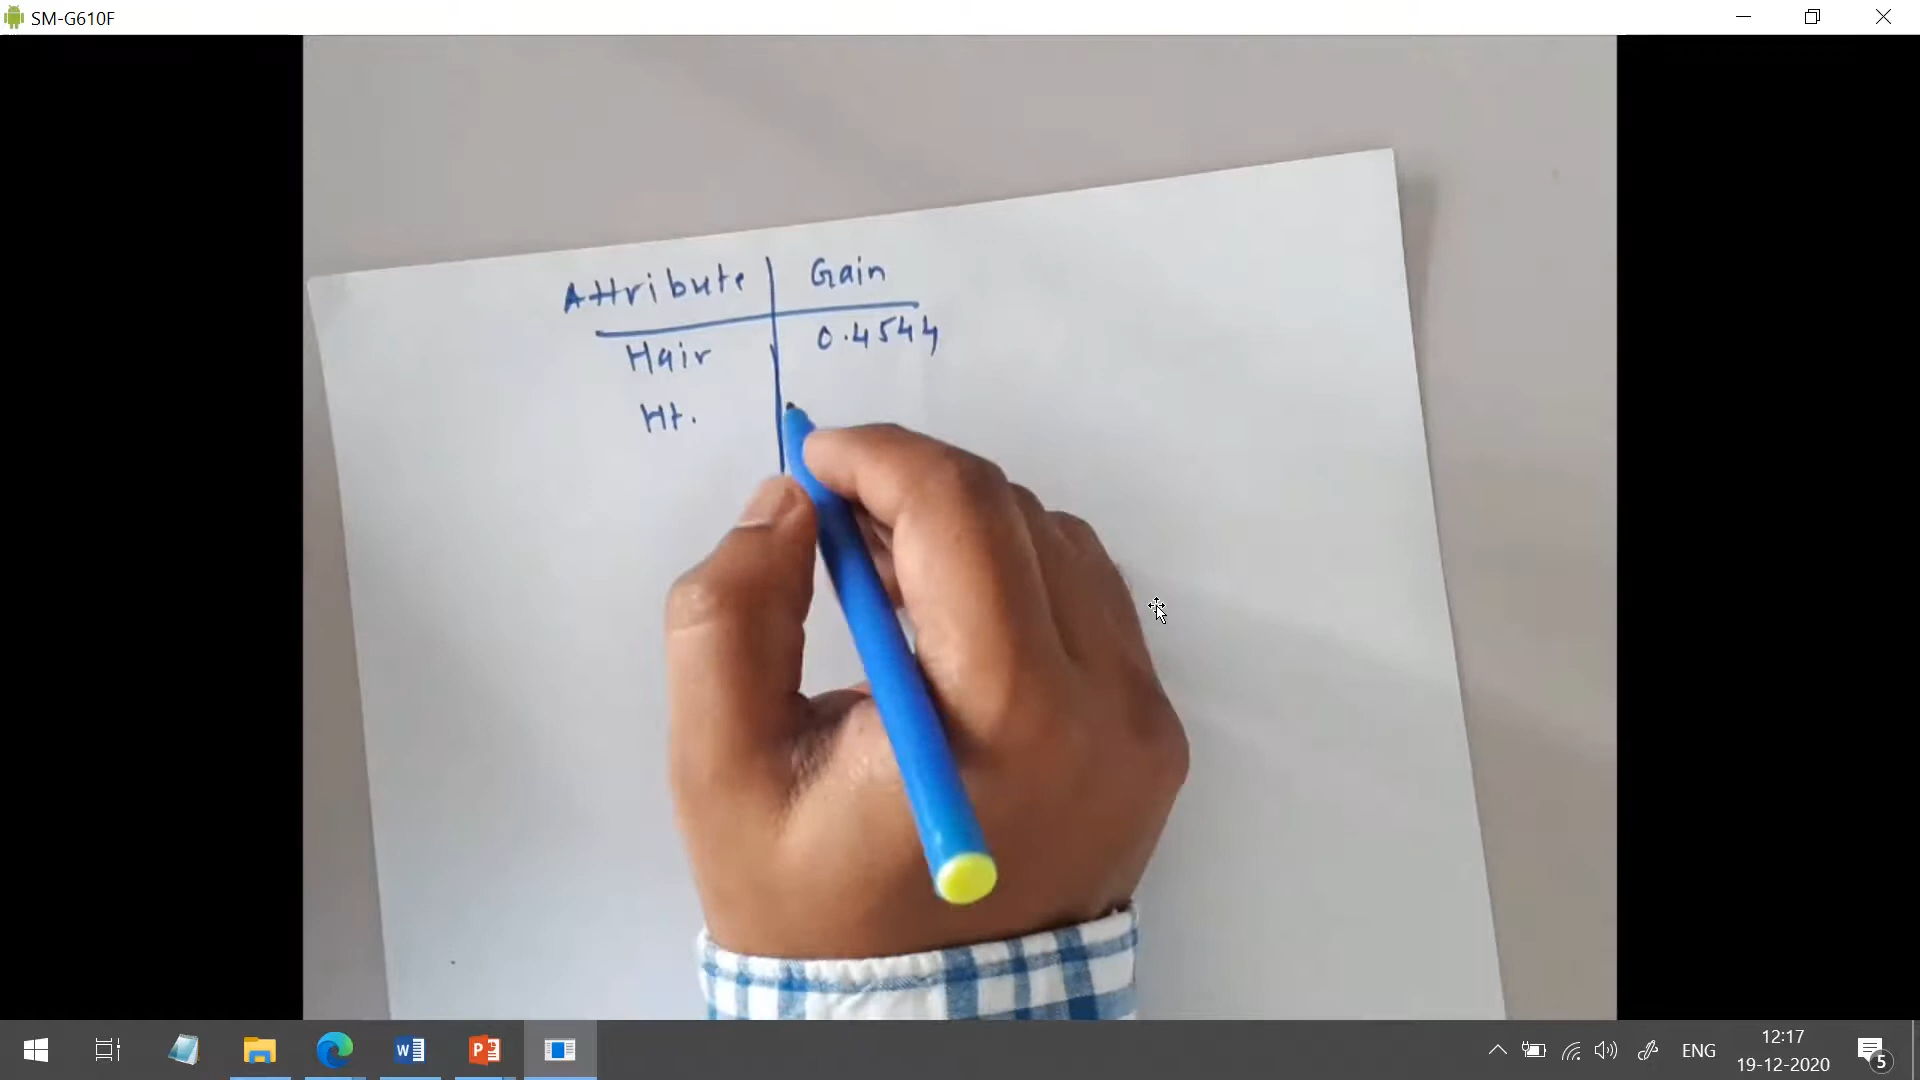 SM-G610F
Attribute Gain
Hair 0.4544
Ht.
12:17
ENG
19-12-2020
5